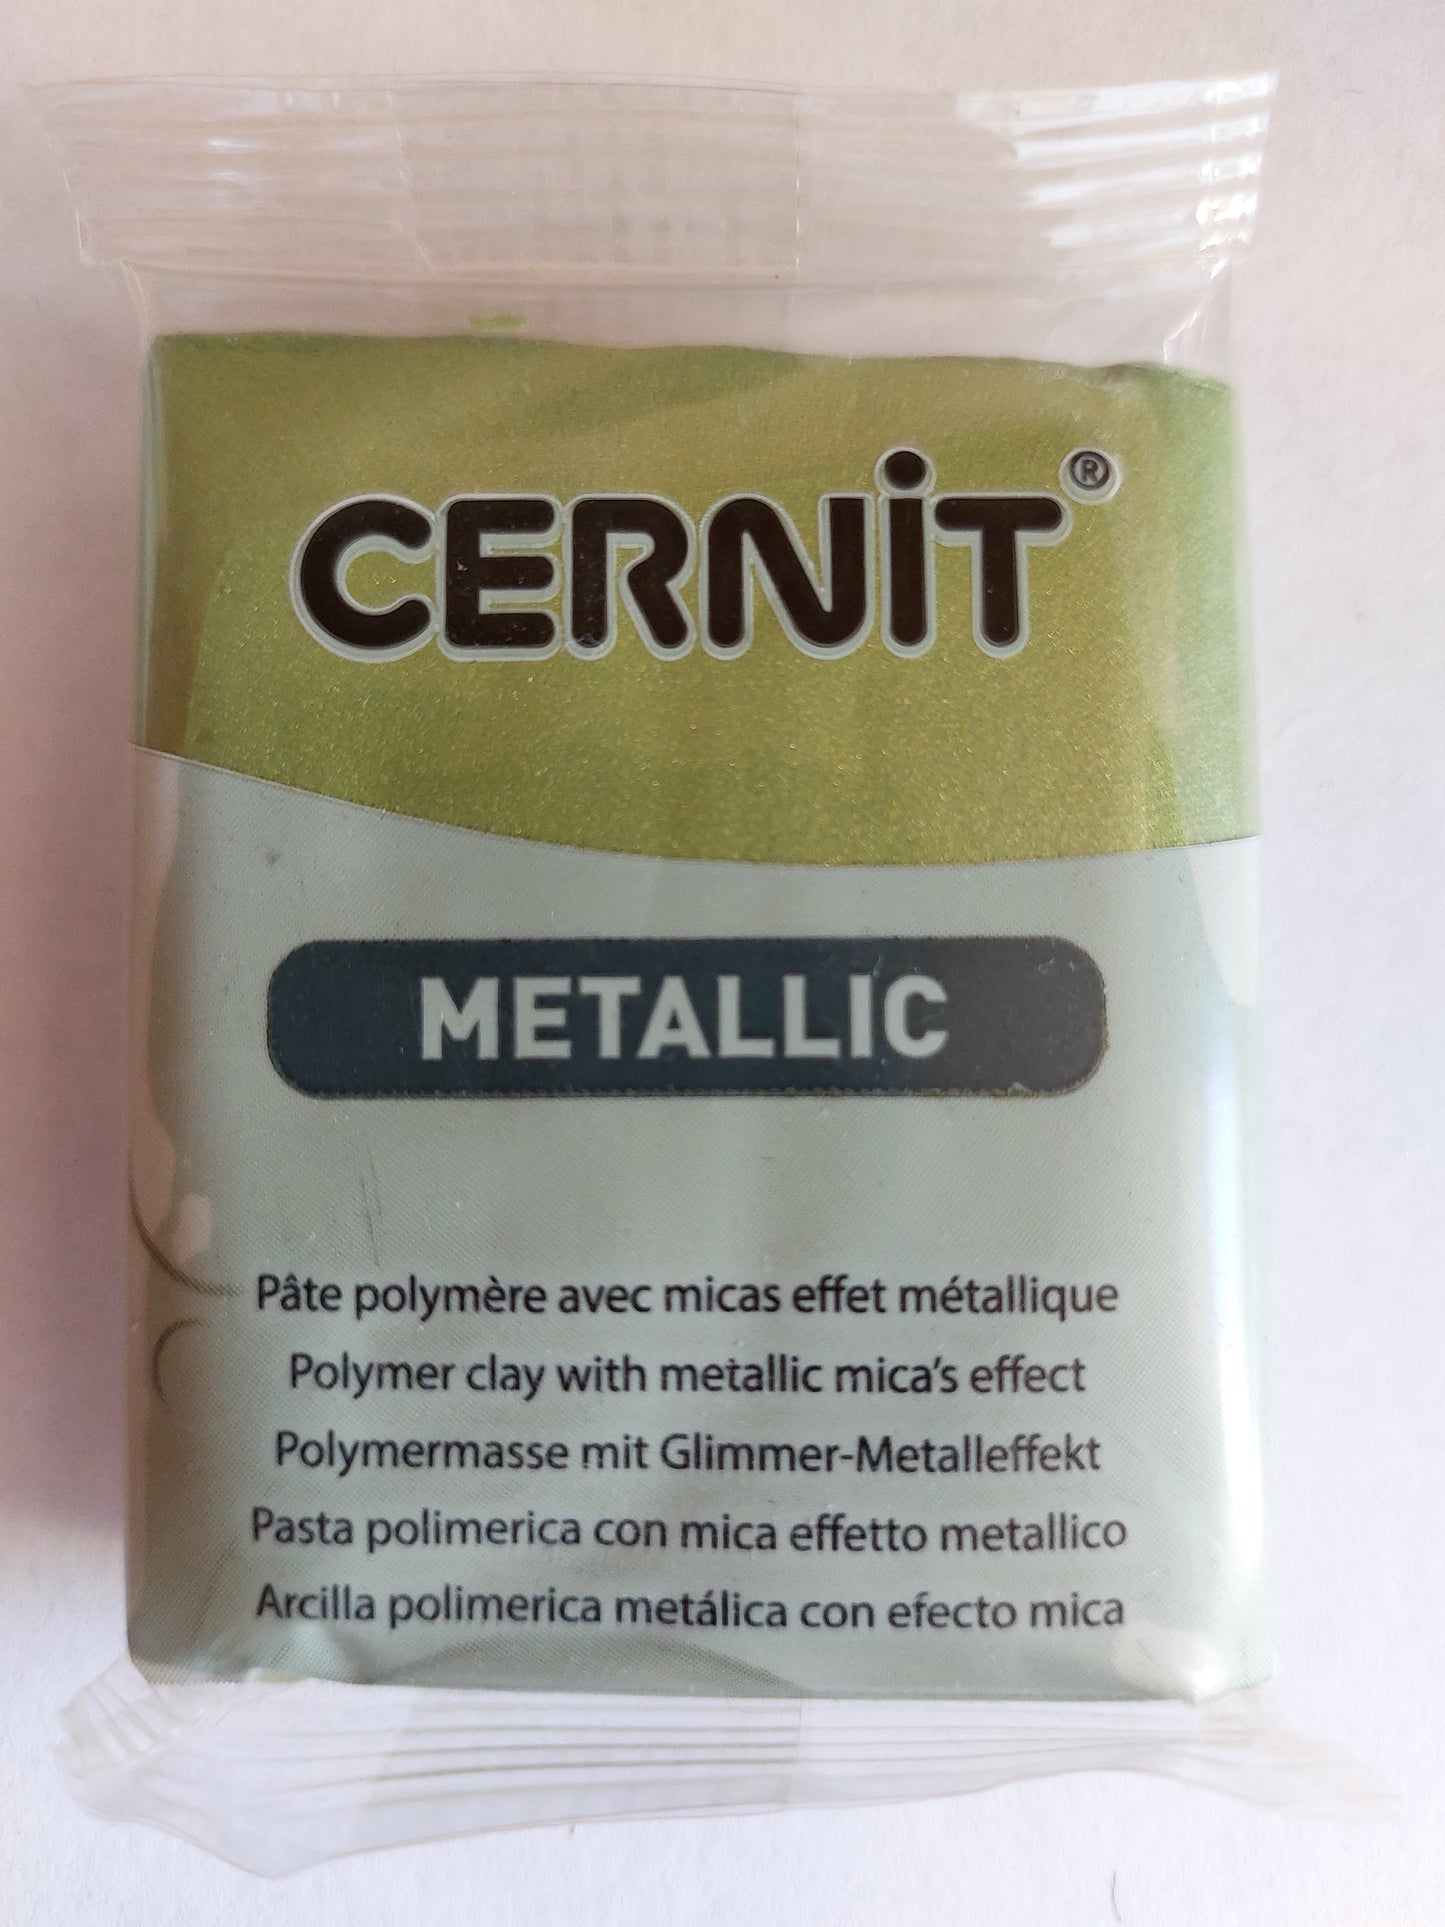 CERNiT®
METALLIC
Pâte polymère avec micas effet métallique
Polymer clay with metallic mica's effect
Polymermasse mit Glimmer-Metalleffekt
Pasta polimerica con mica effetto metallico
Arcilla polimerica metálica con efecto mica